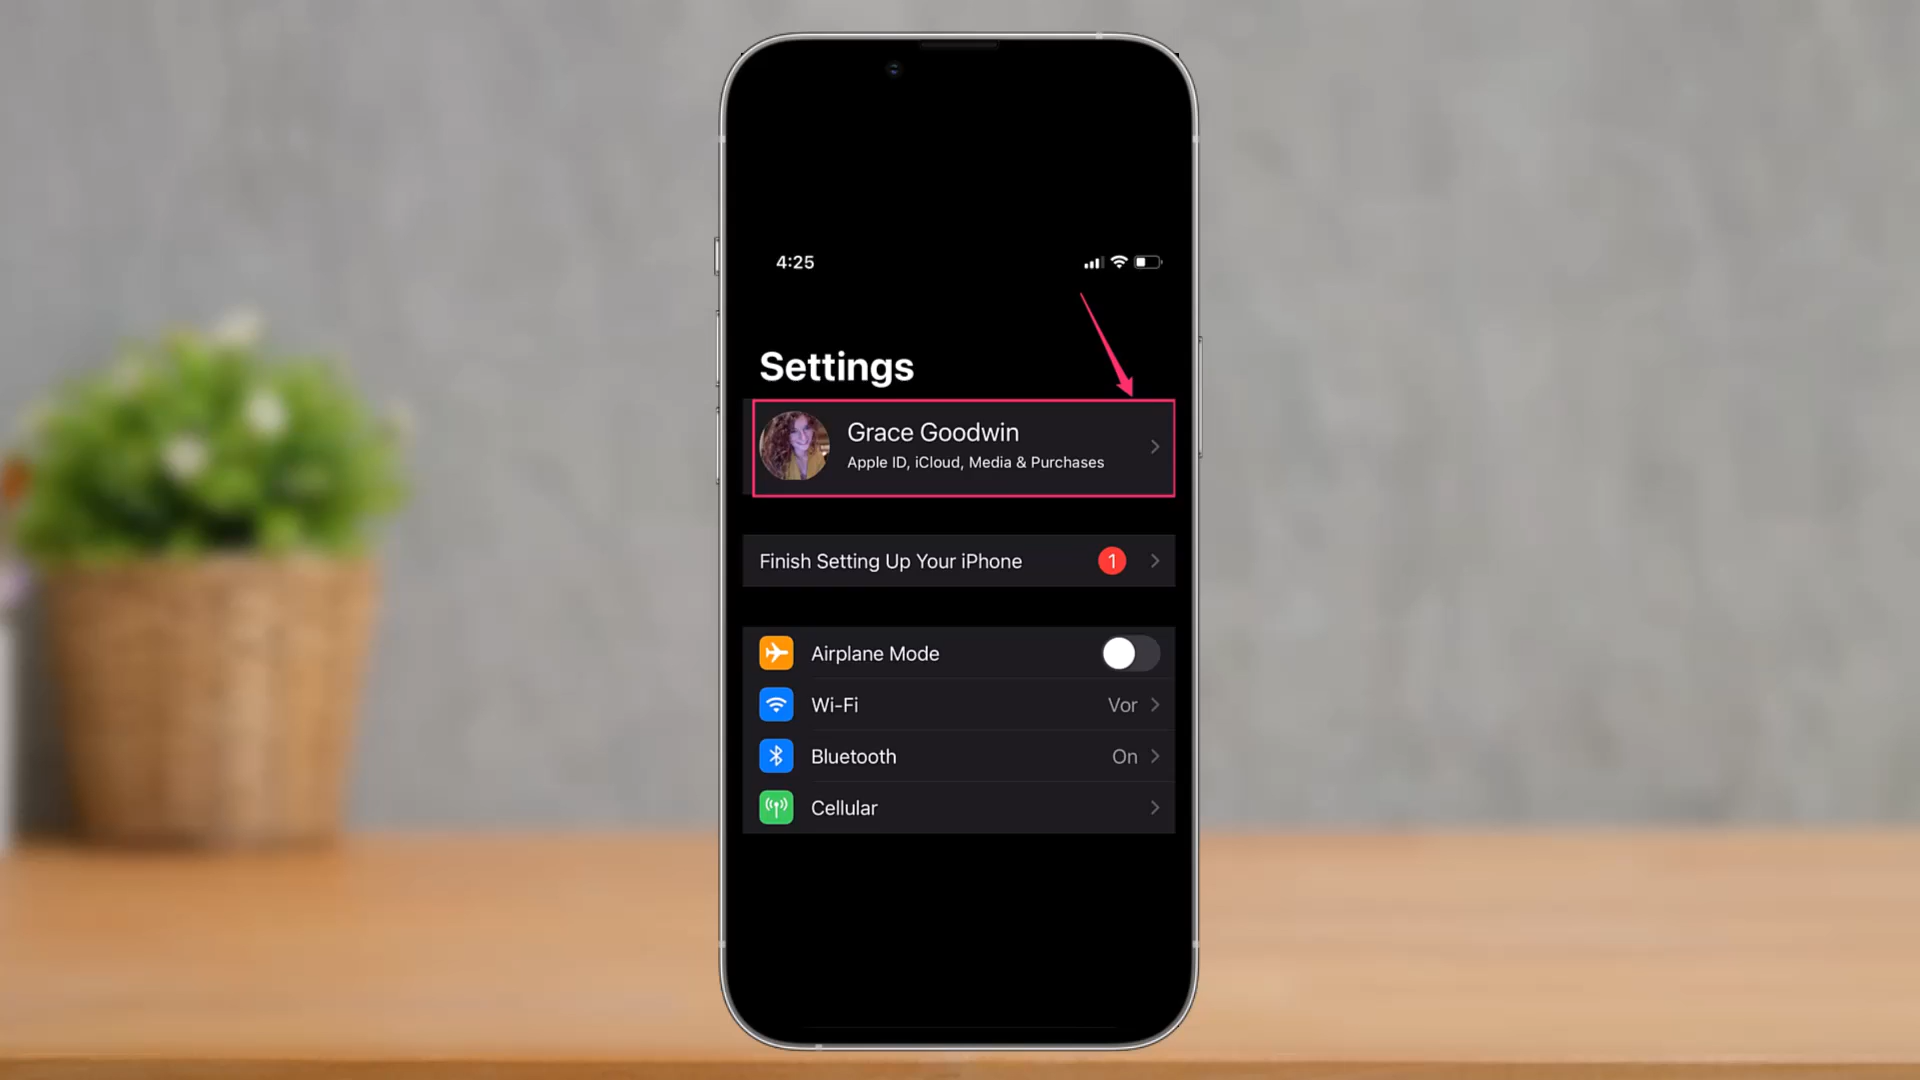 4:25
Settings
Grace Goodwin
Apple ID, iCloud, Media & Purchases
Finish Setting Up Your iPhone 1
Airplane Mode
Wi-Fi Vor
Bluetooth On
Cellular